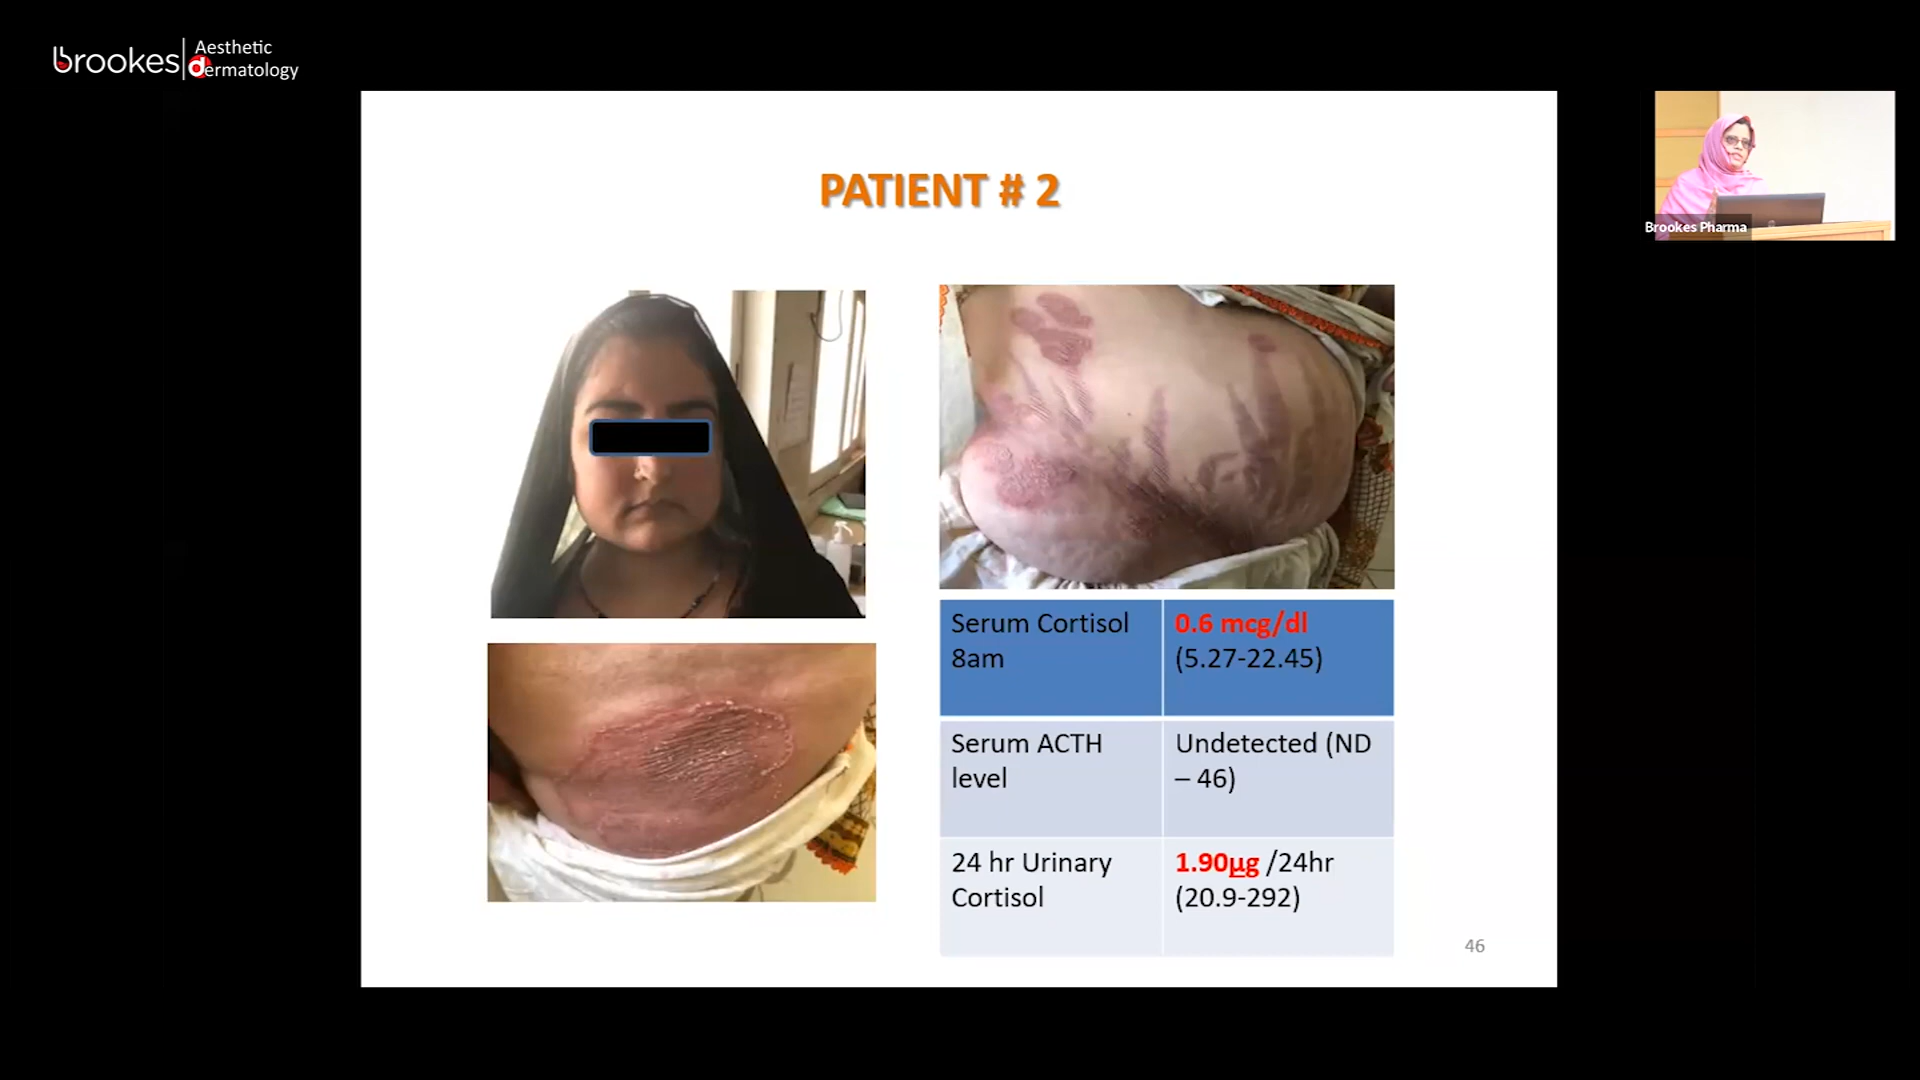 brookes
Aesthetic
dermatology
PATIENT # 2
Brookes Pharma
Serum Cortisol
8am
0.6 mcg/dl
(5.27-22.45)
Serum ACTH
level
Undetected (ND
– 46)
24 hr Urinary
Cortisol
1.90µg /24hr
(20.9-292)
46